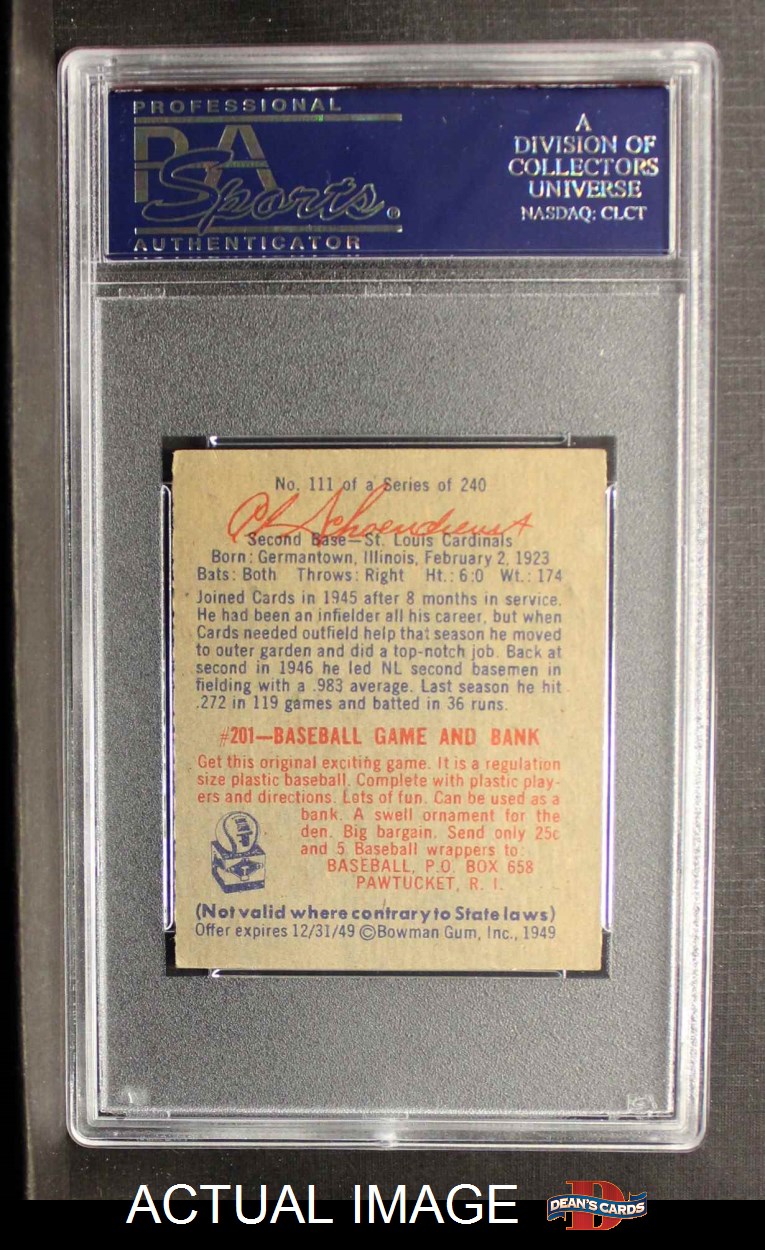 PROFESSIONAL
PSA
Sports®
AUTHENTICATOR
A
DIVISION OF
COLLECTORS
UNIVERSE
NASDAQ: CLCT
No. 111 of a Series of 240
Al Schoendienst
Second Base—St. Louis Cardinals
Born: Germantown, Illinois, February 2, 1923
Bats: Both Throws: Right Ht.: 6:0 Wt.: 174
Joined Cards in 1945 after 8 months in service.
He had been an infielder all his career, but when
Cards needed outfield help that season he moved
to outer garden and did a top-notch job. Back at
second in 1946 he led NL second basemen in
fielding with a .983 average. Last season he hit
.272 in 119 games and batted in 36 runs.
#201—BASEBALL GAME AND BANK
Get this original exciting game. It is a regulation
size plastic baseball. Complete with plastic play-
ers and directions. Lots of fun. Can be used as a
bank. A swell ornament for the
den. Big bargain. Send only 25c
and 5 Baseball wrappers to:
BASEBALL, P.O. BOX 658
PAWTUCKET, R. I.
(Not valid where contrary to State laws)
Offer expires 12/31/49 ©Bowman Gum, Inc., 1949
ACTUAL IMAGE
D
DEAN'S CARDS